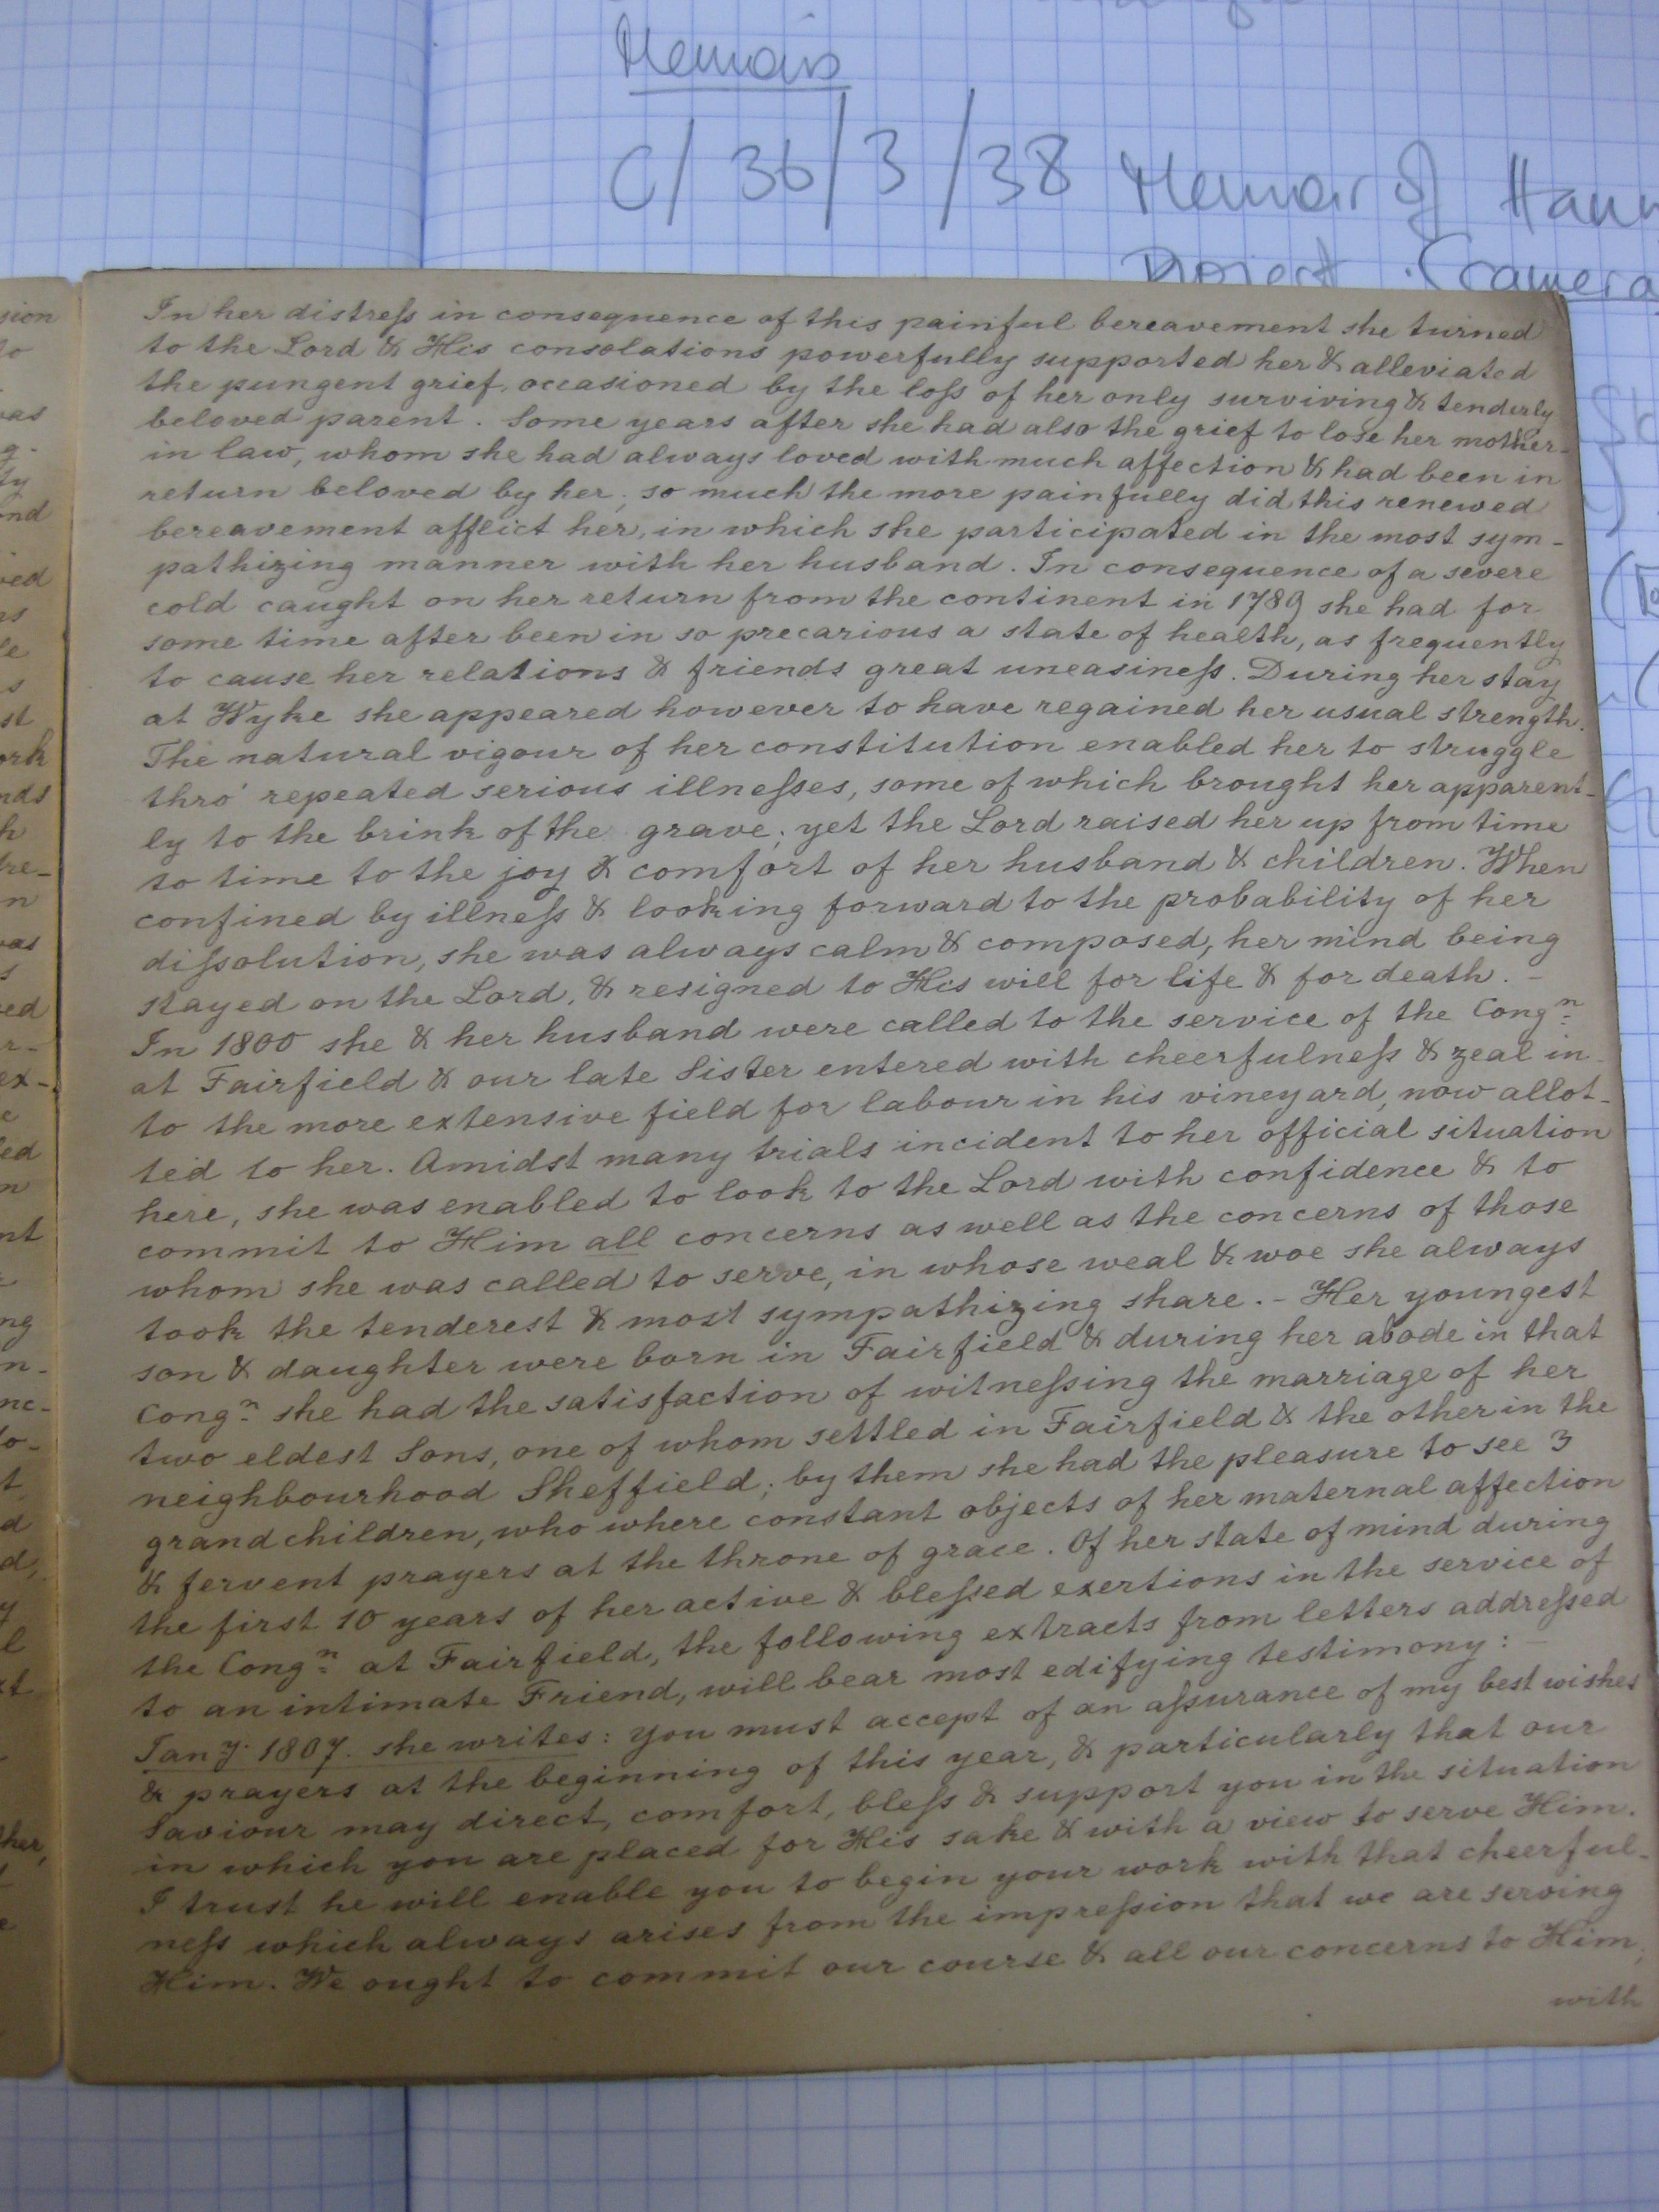 Memoirs
C/36/3/38 Memoir of Hann
Project
In her distreſs in consequence of this painful bereavement she turned
to the Lord & His consolations powerfully supported her & alleviated
the pungent grief, occasioned by the loſs of her only surviving & tenderly
beloved parent. Some years after she had also the grief to lose her mother-
in law, whom she had always loved with much affection & had been in
return beloved by her; so much the more painfully did this renewed
bereavement afflict her, in which she participated in the most sym-
pathizing manner with her husband. In consequence of a severe
cold caught on her return from the continent in 1789 she had for
some time after been in so precarious a state of health, as frequently
to cause her relations & friends great uneasineſs. During her stay
at Wyke she appeared however to have regained her usual strength.
The natural vigour of her constitution enabled her to struggle
thro' repeated serious illneſses, some of which brought her apparent-
ly to the brink of the grave; yet the Lord raised her up from time
to time to the joy & comfort of her husband & children. When
confined by illneſs & looking forward to the probability of her
diſsolution, she was always calm & composed, her mind being
stayed on the Lord, & resigned to His will for life & for death. –
In 1800 she & her husband were called to the service of the Congn.
at Fairfield & our late Sister entered with cheerfulneſs & zeal in-
to the more extensive field for labour in his vineyard, now allot-
ted to her. Amidst many trials incident to her official situation
here, she was enabled to look to the Lord with confidence & to
commit to Him all concerns as well as the concerns of those
whom she was called to serve, in whose weal & woe she always
took the tenderest & most sympathizing share. – Her youngest
son & daughter were born in Fairfield & during her abode in that
Congn. she had the satisfaction of witneſsing the marriage of her
two eldest Sons, one of whom settled in Fairfield & the other in the
neighbourhood Sheffield; by them she had the pleasure to see 3
grandchildren, who where constant objects of her maternal affection
& fervent prayers at the throne of grace. Of her state of mind during
the first 10 years of her active & bleſsed exertions in the service of
the Congn. at Fairfield, the following extracts from letters addreſsed
to an intimate Friend, will bear most edifying testimony: –
Jany. 1807. she writes: you must accept of an aſsurance of my best wishes
& prayers at the beginning of this year, & particularly that our
Saviour may direct, comfort, bleſs & support you in the situation
in which you are placed for His sake & with a view to serve Him.
I trust he will enable you to begin your work with that cheerful-
neſs which always arises from the impreſsion that we are serving
Him. We ought to commit our course & all our concerns to Him,
with